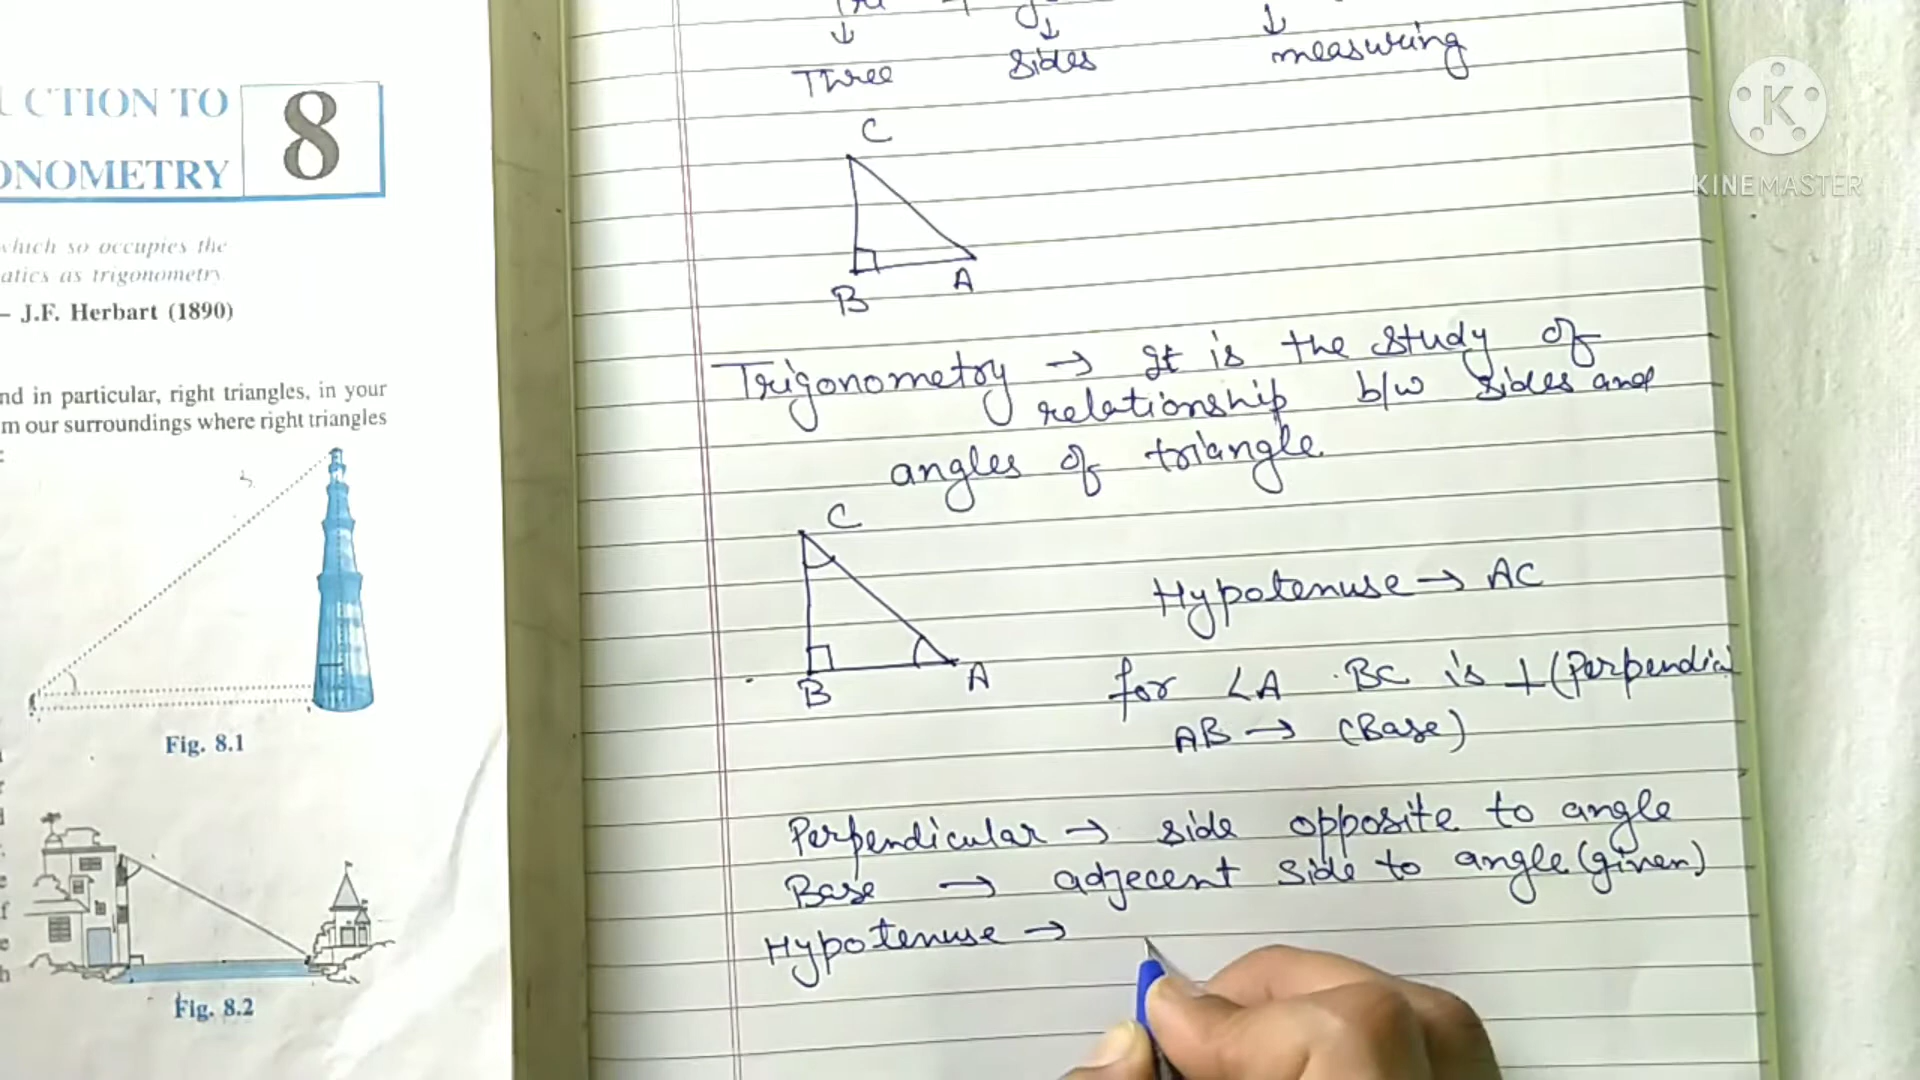 UCTION TO
ONOMETRY
8
which so occupies the
atics as trigonometry
– J.F. Herbart (1890)
nd in particular, right triangles, in your
m our surroundings where right triangles
Fig. 8.1
Fig. 8.2
Three Sides measuring
C
B A
Trigonometry → It is the study of
relationship b/w sides and
angles of triangle
C
B A
Hypotenuse → AC
for ∠A BC is ⊥ (Perpendi
AB → (Base)
Perpendicular → side opposite to angle
Base → adjecent side to angle (given)
Hypotenuse →
K
KINEMASTER